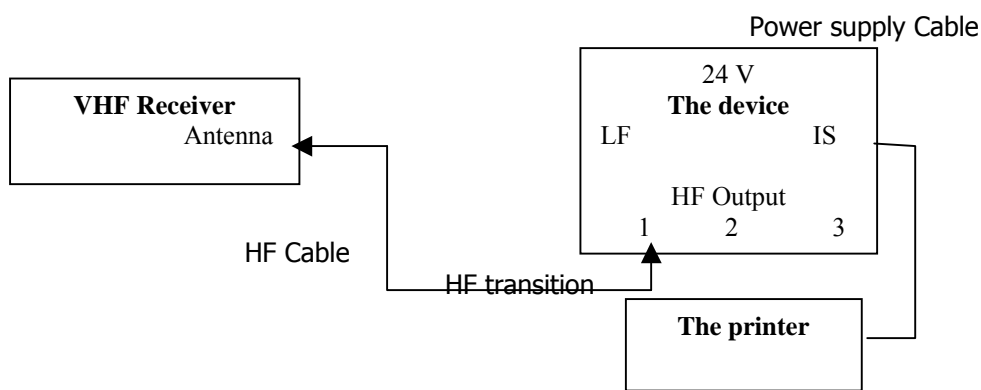 Power supply Cable
VHF Receiver
Antenna
24 V
The device
LF IS
HF Output
1 2 3
HF Cable
HF transition
The printer